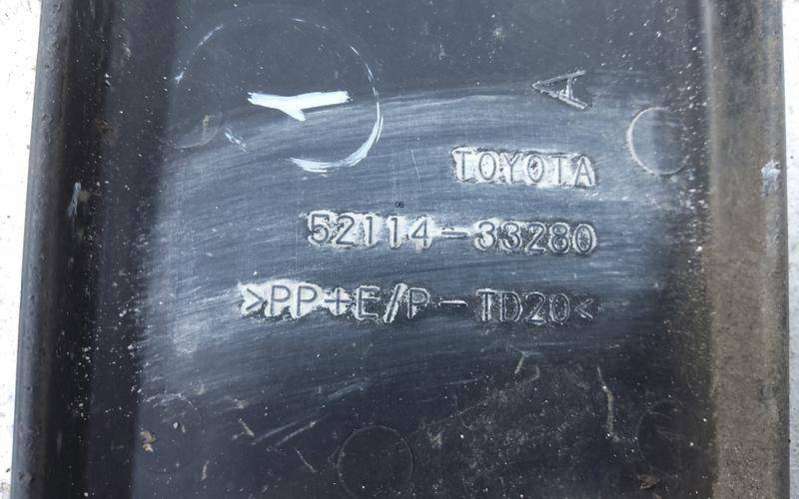 A
TOYOTA
52114-33280
>PP+E/P-TD20<